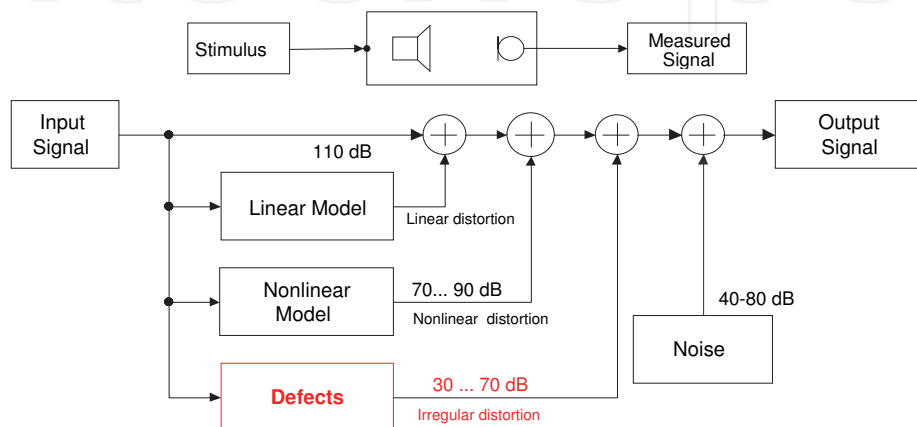 Stimulus
Measured
Signal
Input
Signal
110 dB
Output
Signal
Linear Model
Linear distortion
Nonlinear
Model
70... 90 dB
Nonlinear distortion
40-80 dB
Noise
Defects
30 ... 70 dB
Irregular distortion